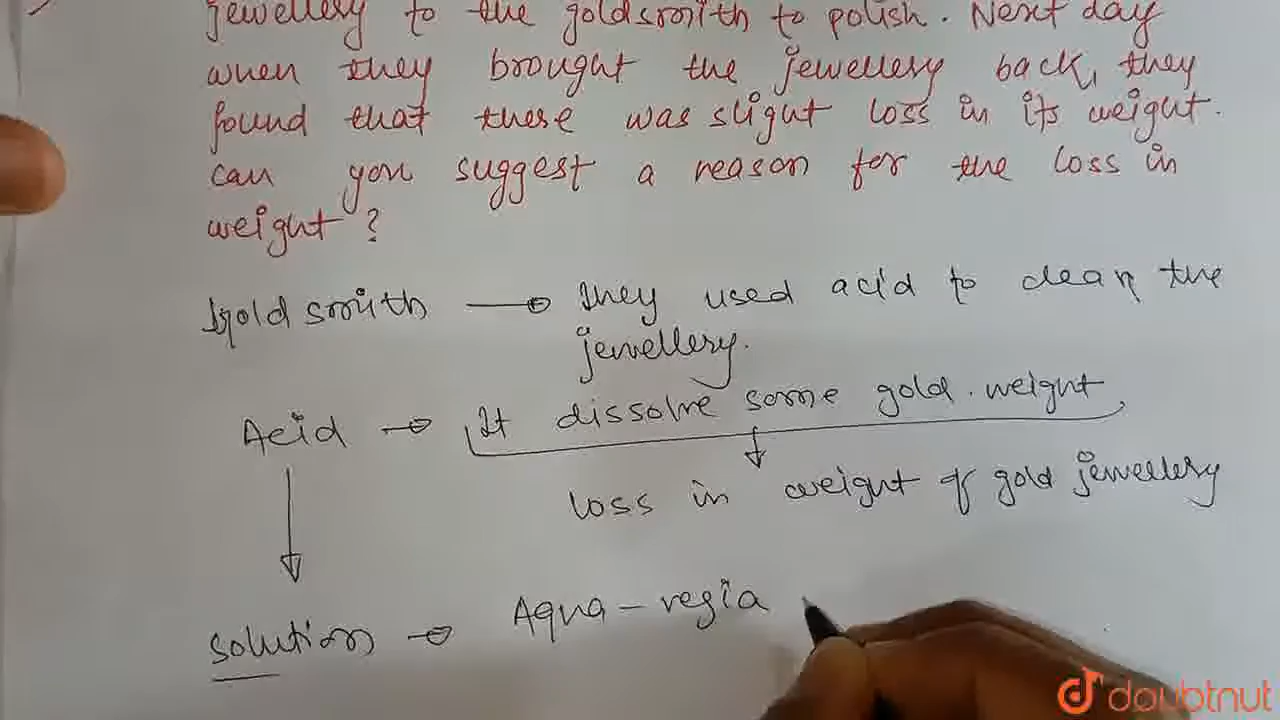 jewellery to the goldsmith to polish. Next day
when they brought the jewellery back, they
found that there was slight loss in its weight.
can you suggest a reason for the loss in
weight?
Goldsmith → They used acid to clean the
jewellery.
Acid → It dissolve some gold. weight
↓
loss in weight of gold jewellery
↓
solution → Aqua-regia
doubtnut